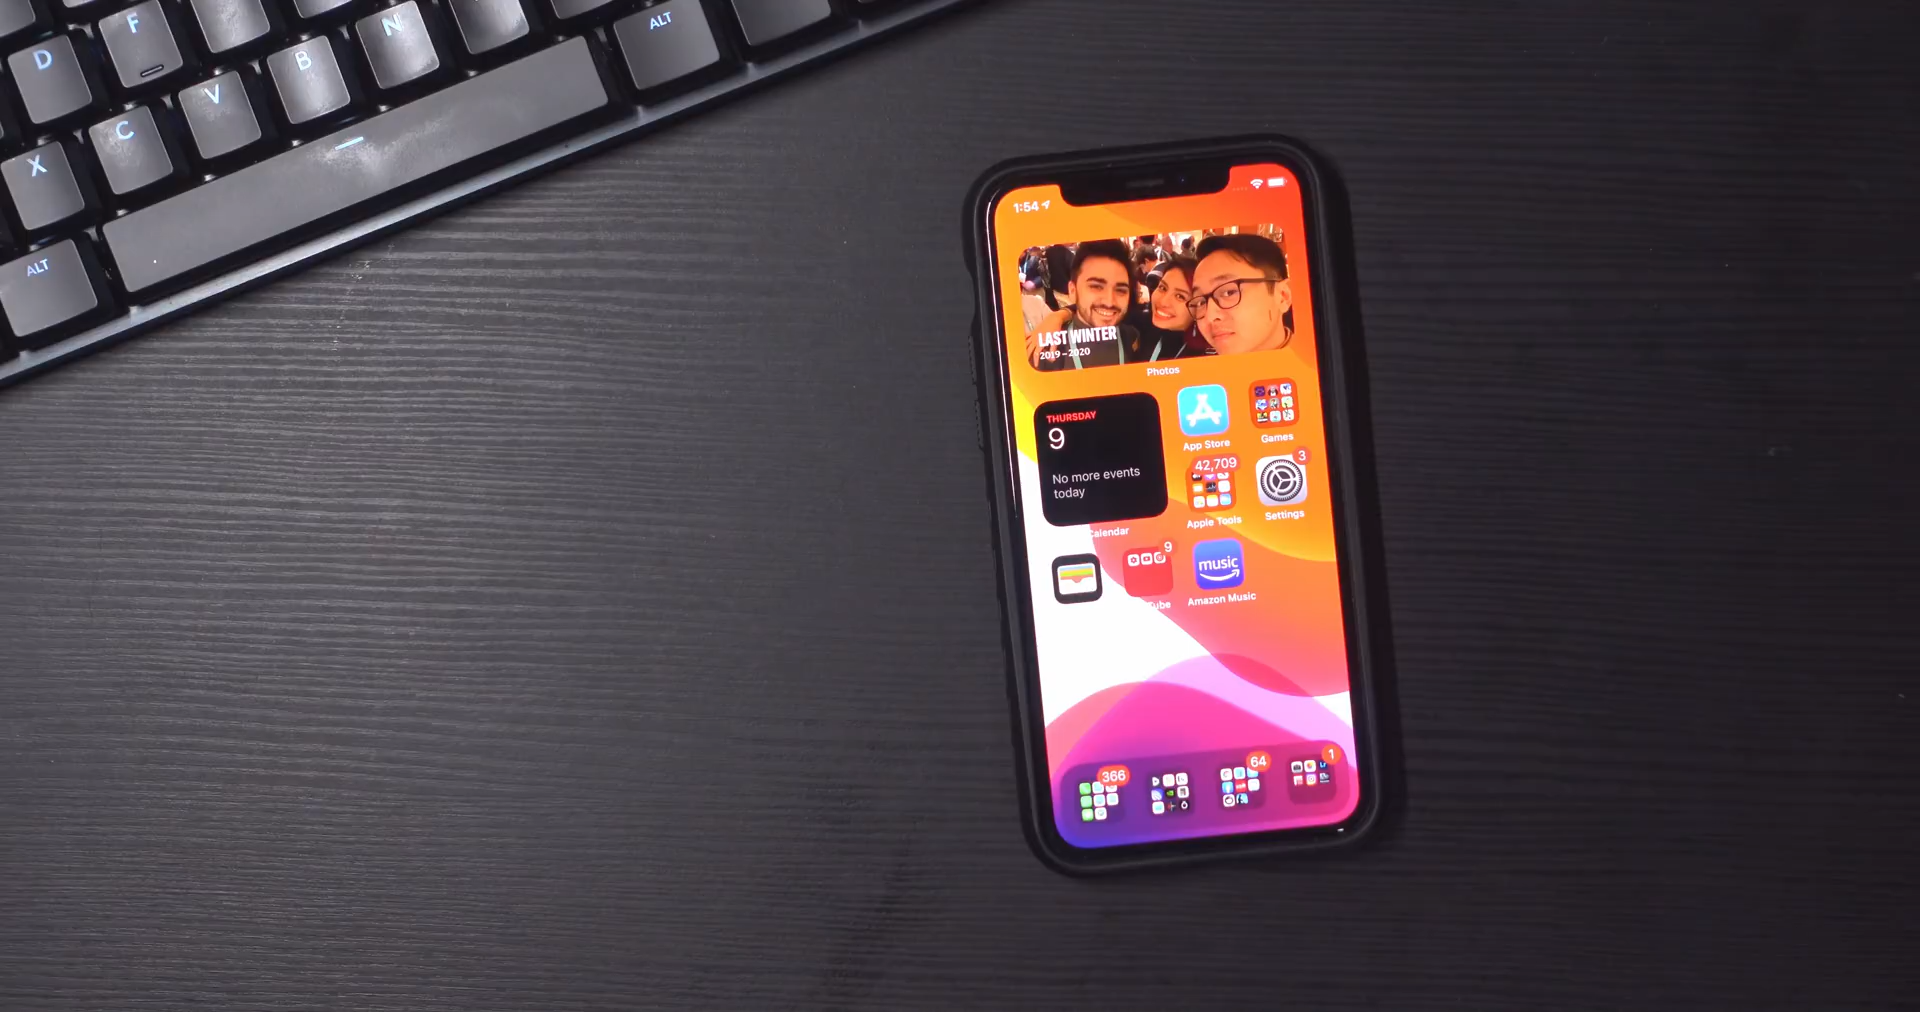 D
F
N
ALT
X
C
V
B
ALT
1:54
LAST WINTER
2019–2020
Photos
THURSDAY
9
No more events
today
Calendar
App Store
Games
42,709
Apple Tools
3
Settings
9
Tube
music
Amazon Music
366
64
1